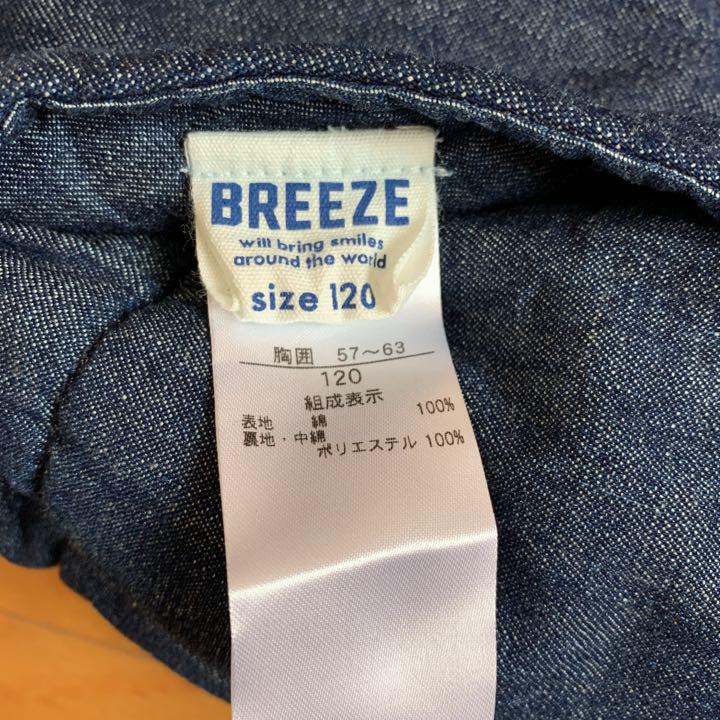 BREEZE
will bring smiles
around the world
size 120
胸囲 57～63
120
組成表示
表地 綿 100%
裏地・中綿
ポリエステル 100%